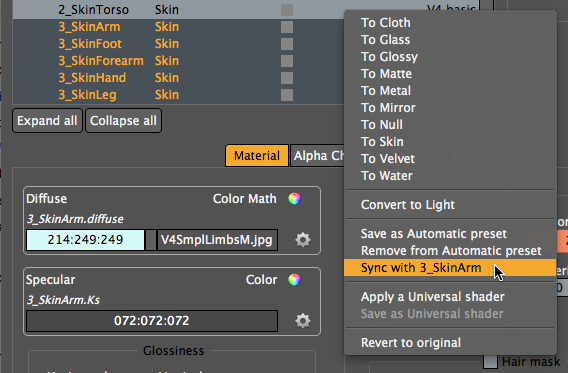 2_SkinTorso Skin V4 basic
3_SkinArm Skin
3_SkinFoot Skin
3_SkinForearm Skin
3_SkinHand Skin
3_SkinLeg Skin
Expand all Collapse all
Material Alpha Ch
Diffuse Color Math
3_SkinArm.diffuse
214:249:249 V4SmplLimbsM.jpg
Specular Color
3_SkinArm.Ks
072:072:072
Glossiness
To Cloth
To Glass
To Glossy
To Matte
To Metal
To Mirror
To Null
To Skin
To Velvet
To Water
Convert to Light
Save as Automatic preset
Remove from Automatic preset
Sync with 3_SkinArm
Apply a Universal shader
Save as Universal shader
Revert to original
Hair mask